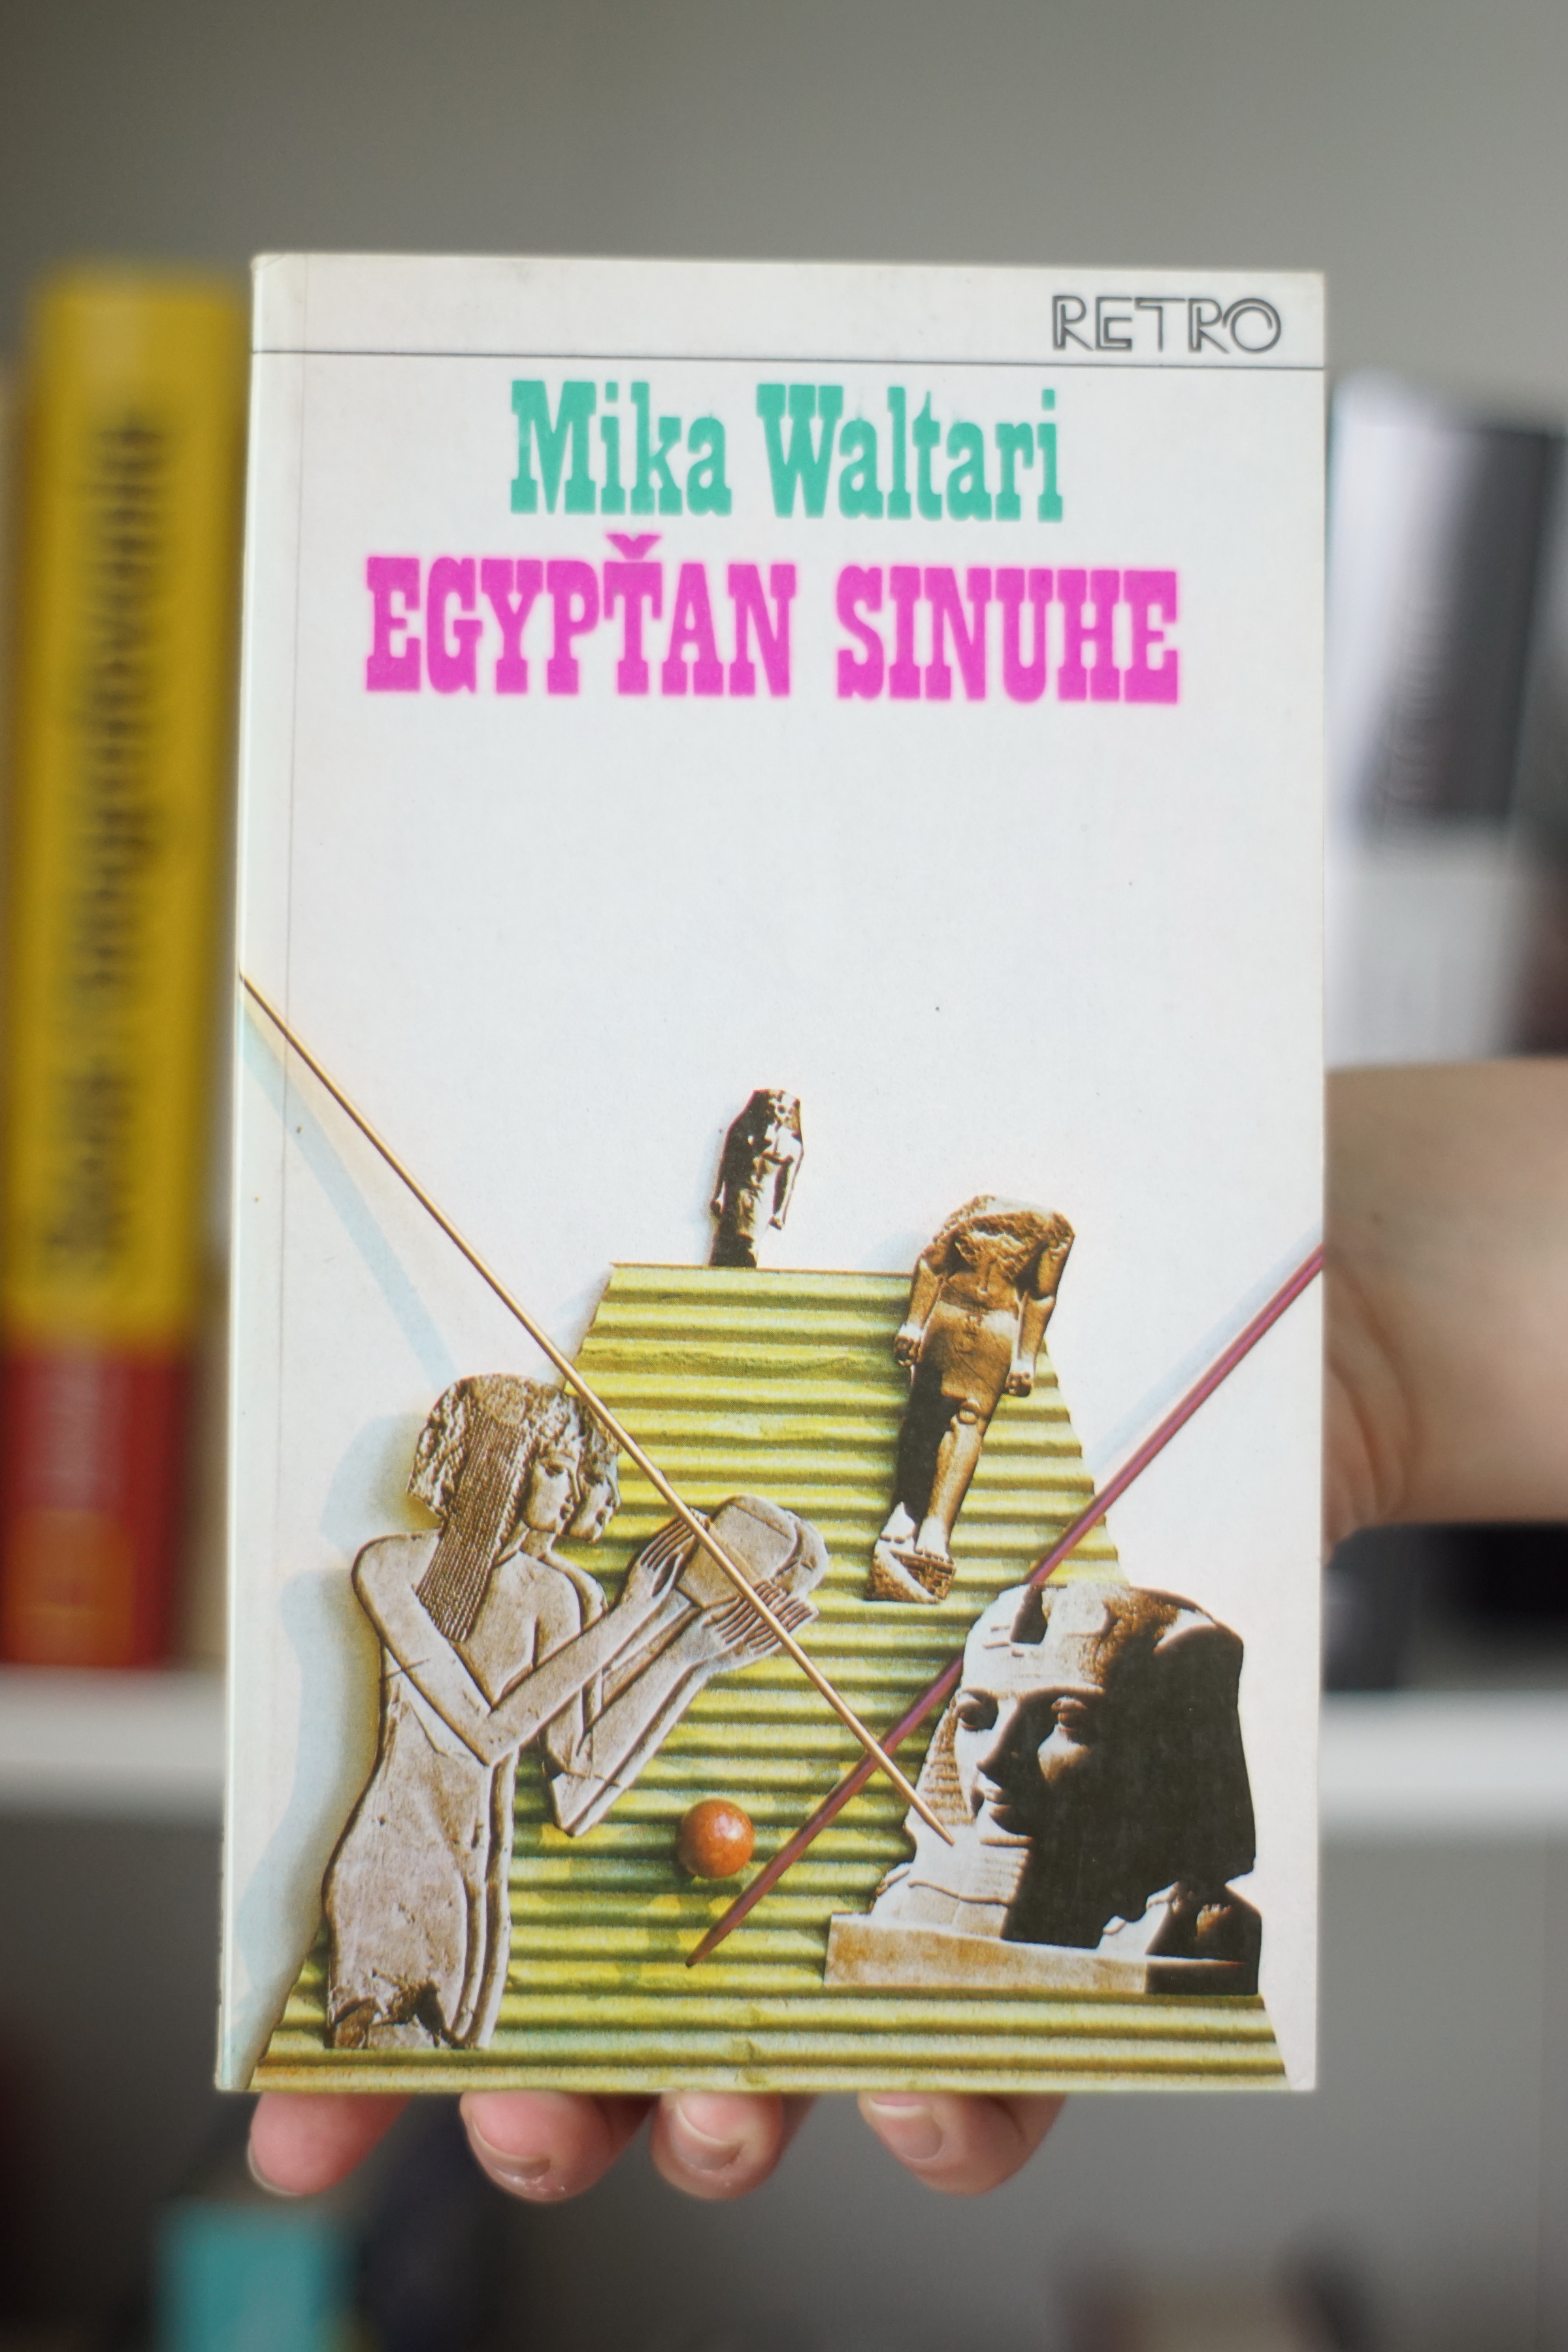 RETRO
Mika Waltari
EGYPŤAN SINUHE